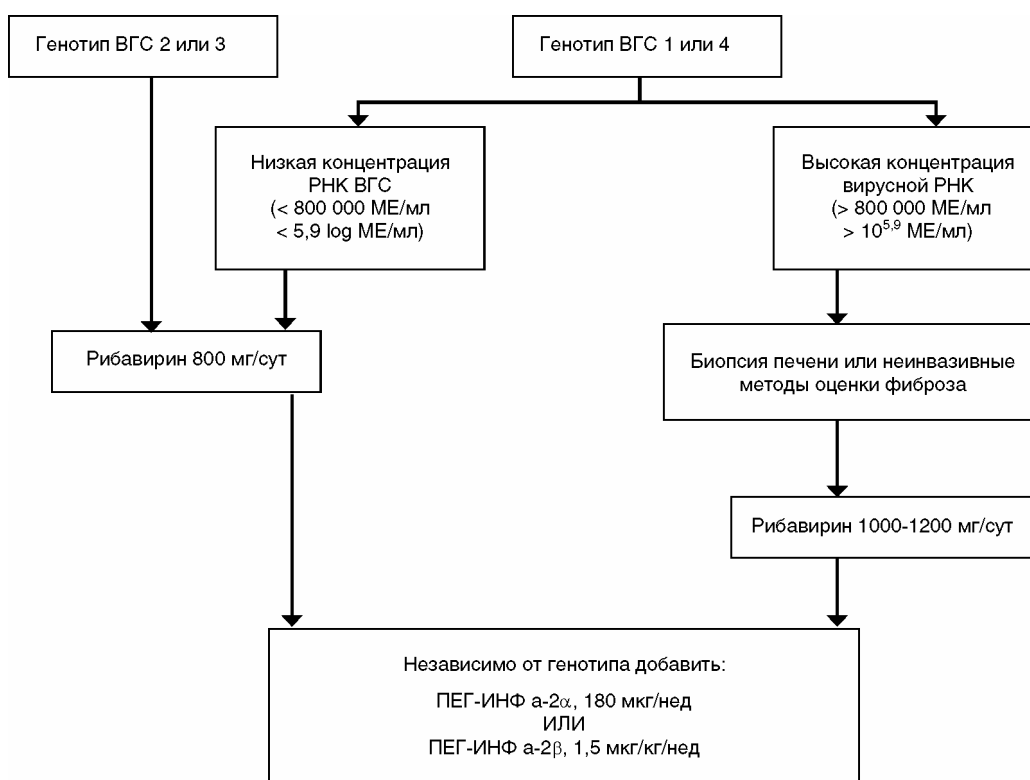 Генотип ВГС 2 или 3
Генотип ВГС 1 или 4
Низкая концентрация
РНК ВГС
(< 800 000 МЕ/мл
< 5,9 log МЕ/мл)
Высокая концентрация
вирусной РНК
(> 800 000 МЕ/мл
> 10^5,9 МЕ/мл)
Рибавирин 800 мг/сут
Биопсия печени или неинвазивные
методы оценки фиброза
Рибавирин 1000-1200 мг/сут
Независимо от генотипа добавить:
ПЕГ-ИНФ а-2α, 180 мкг/нед
ИЛИ
ПЕГ-ИНФ а-2β, 1,5 мкг/кг/нед